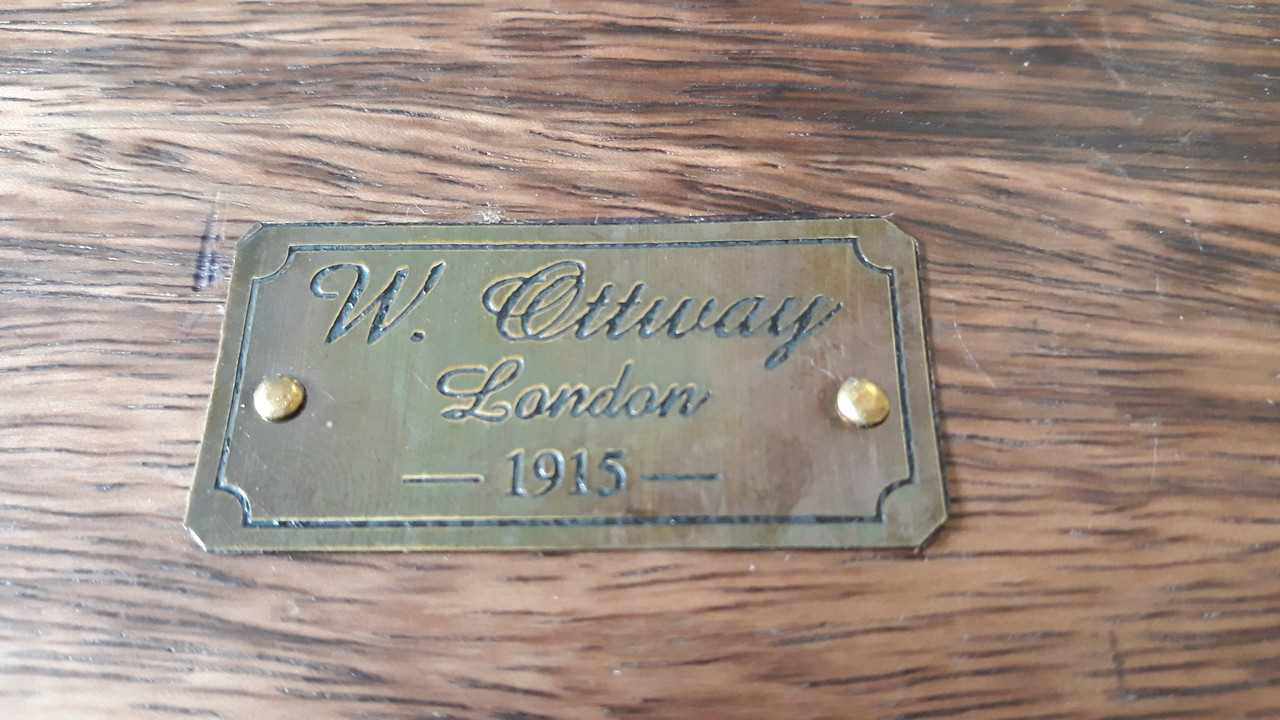 W. Ottway
London
— 1915 —